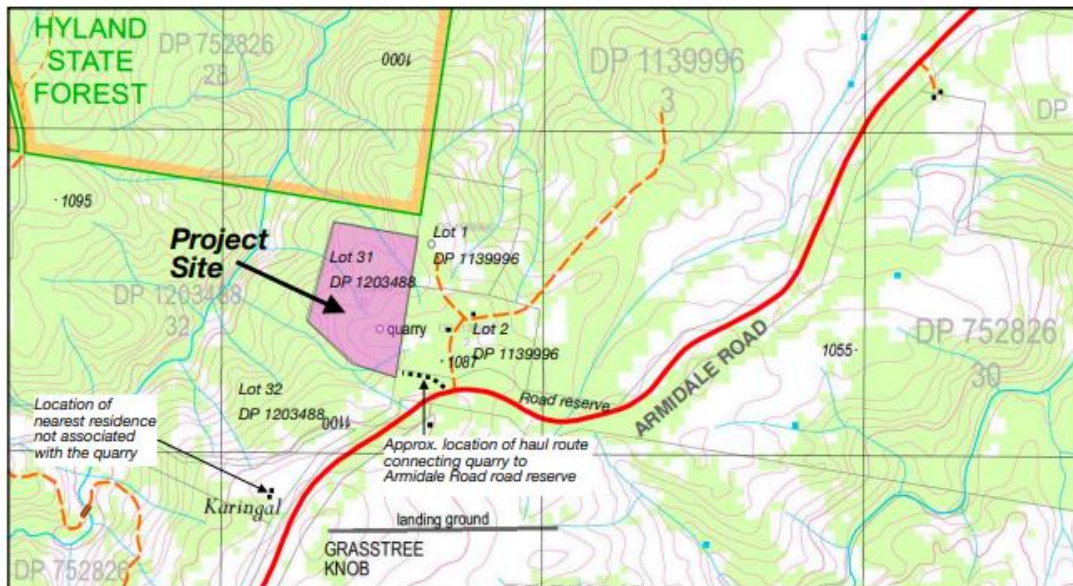 HYLAND
STATE
FOREST
DP 752826
28
1000
DP 1139996
3
DP
1095
Project
Site
Lot 31
DP 1203488
Lot 1
DP 1139996
DP 1203488
32
quarry
Lot 2
DP 1139996
1087
1055
DP 752826
30
ARMIDALE ROAD
Road reserve
Lot 32
DP 1203488
1100
Location of
nearest residence
not associated
with the quarry
Approx. location of haul route
connecting quarry to
Armidale Road road reserve
Karingal
landing ground
GRASSTREE
KNOB
DP 752826